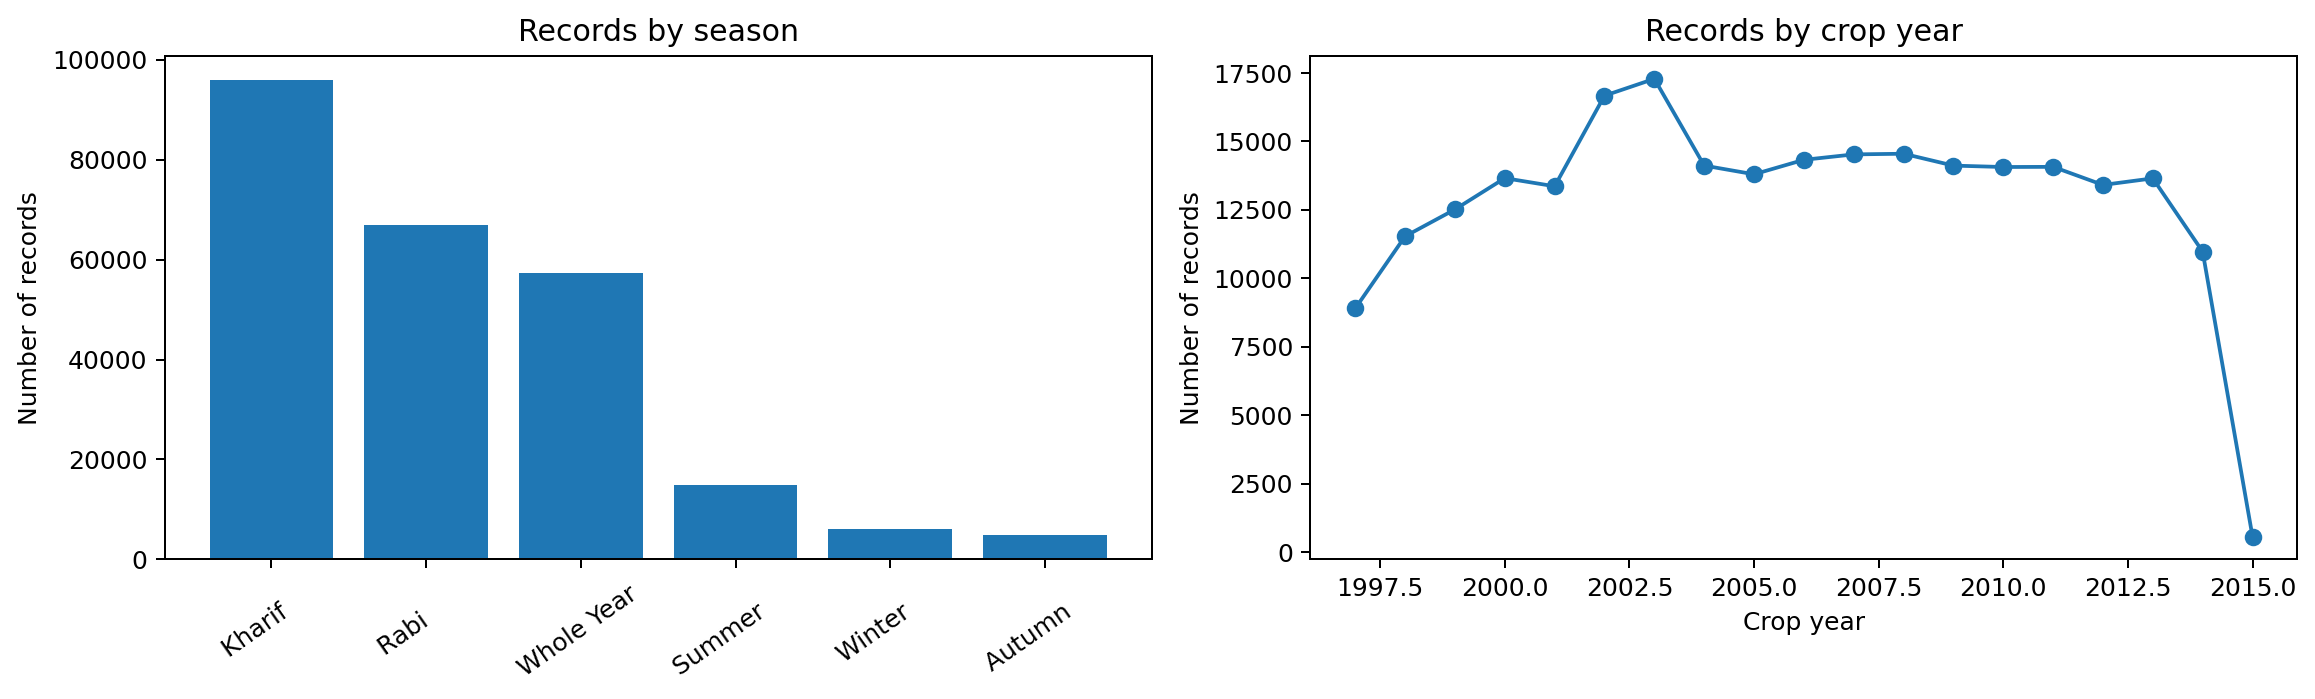 Records by season
Number of records
100000
80000
60000
40000
20000
0
Kharif
Rabi
Whole Year
Summer
Winter
Autumn
Records by crop year
Number of records
17500
15000
12500
10000
7500
5000
2500
0
1997.5 2000.0 2002.5 2005.0 2007.5 2010.0 2012.5 2015.0
Crop year